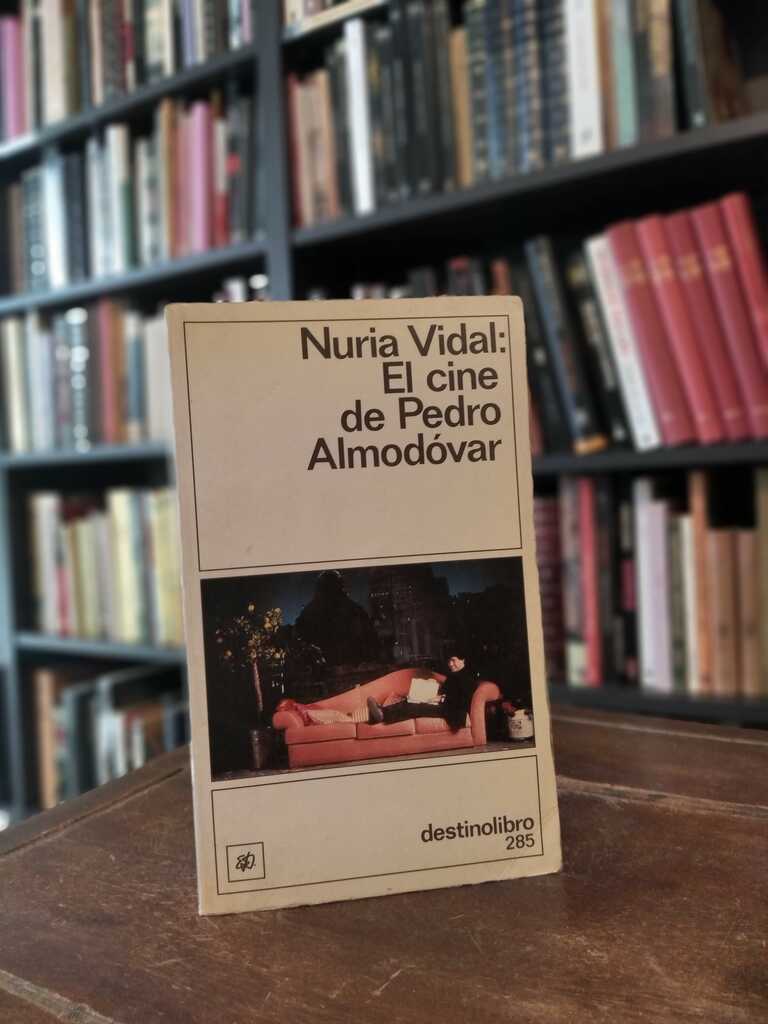 Nuria Vidal:
El cine
de Pedro
Almodóvar
destinolibro
285